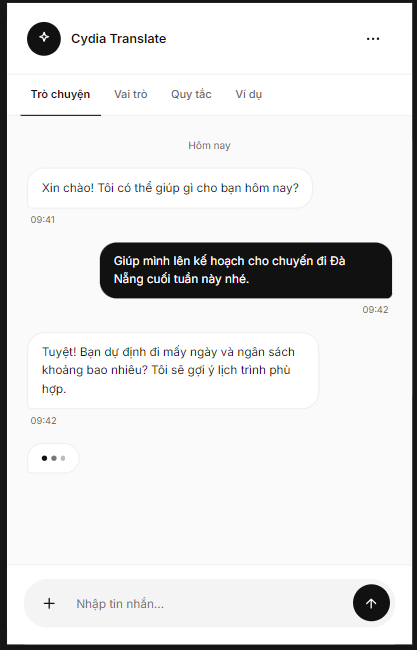 Cydia Translate
Trò chuyện
Vai trò
Quy tắc
Ví dụ
Hôm nay
Xin chào! Tôi có thể giúp gì cho bạn hôm nay?
09:41
Giúp mình lên kế hoạch cho chuyến đi Đà
Nẵng cuối tuần này nhé.
09:42
Tuyệt! Bạn dự định đi mấy ngày và ngân sách
khoảng bao nhiêu? Tôi sẽ gợi ý lịch trình phù
hợp.
09:42
Nhập tin nhắn...